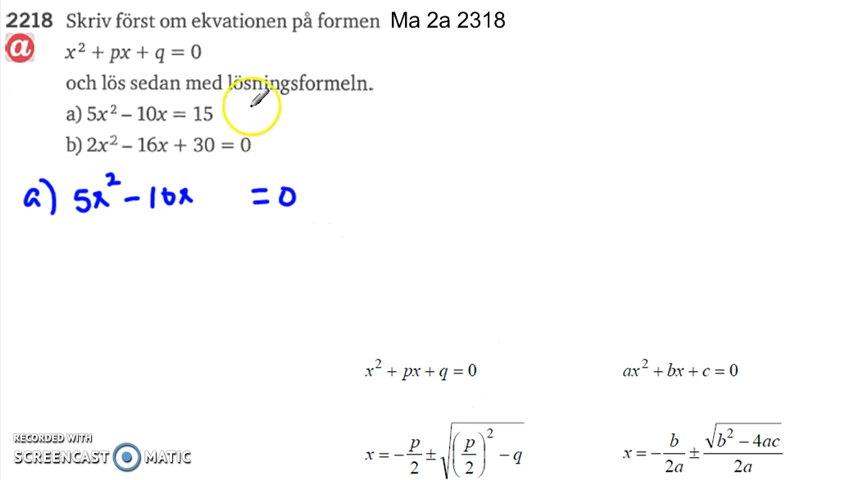 2218 Skriv först om ekvationen på formen Ma 2a 2318
a x² + px + q = 0
och lös sedan med lösningsformeln.
a) 5x² – 10x = 15
b) 2x² – 16x + 30 = 0
a) 5x² – 10x = 0
x² + px + q = 0 ax² + bx + c = 0
x = –p/2 ± √((p/2)² – q) x = –b/2a ± √(b² – 4ac)/2a
RECORDED WITH
SCREENCAST MATIC